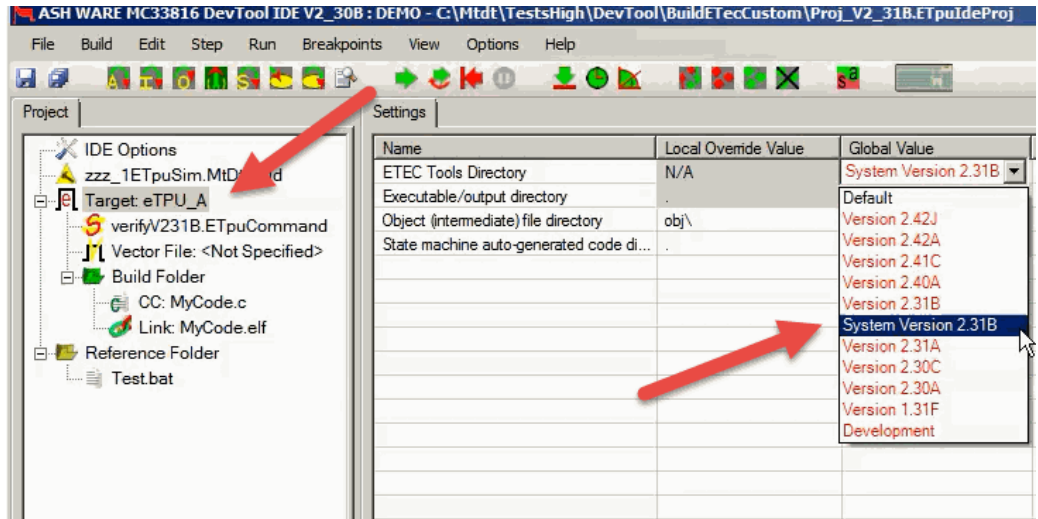 ASH WARE MC33816 DevTool IDE V2_30B : DEMO - C:\Mtdt\TestsHigh\DevTool\BuildETecCustom\Proj_V2_31B.ETpuIdeProj
File Build Edit Step Run Breakpoints View Options Help
Project
Settings
IDE Options
zzz_1ETpuSim.MtD
Target: eTPU_A
verifyV231B.ETpuCommand
Vector File: <Not Specified>
Build Folder
CC: MyCode.c
Link: MyCode.elf
Reference Folder
Test.bat
Name Local Override Value Global Value
ETEC Tools Directory N/A System Version 2.31B
Executable/output directory .
Object (intermediate) file directory obj\
State machine auto-generated code di... .
Default
Version 2.42J
Version 2.42A
Version 2.41C
Version 2.40A
Version 2.31B
System Version 2.31B
Version 2.31A
Version 2.30C
Version 2.30A
Version 1.31F
Development